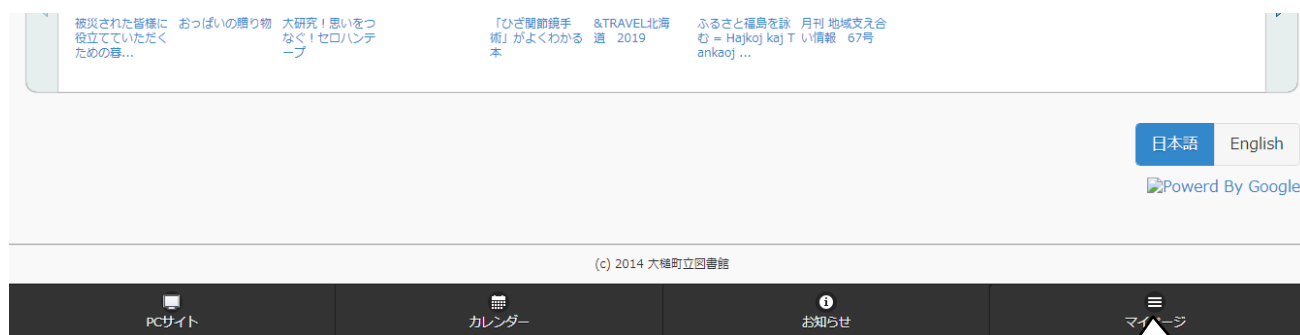 被災された皆様に
役立てていただく
ための春...
おっぱいの贈り物
大研究！思いをつ
なぐ！セロハンテ
ープ
「ひざ関節鏡手
術」がよくわかる
本
&TRAVEL北海
道　2019
ふるさと福島を詠
む = Hajkoj kaj T
ankaoj ...
月刊 地域支え合
い情報　67号
日本語
English
Powerd By Google
(c) 2014 大槌町立図書館
PCサイト
カレンダー
お知らせ
マイページ